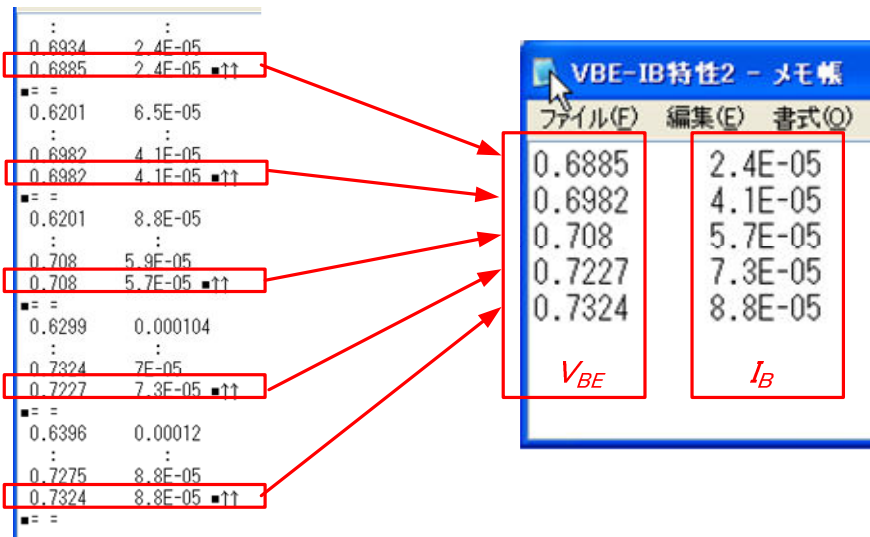 :	:
0.6934	2.4E-05
0.6885	2.4E-05 ■↑↑
■= =
0.6201	6.5E-05
:	:
0.6982	4.1E-05
0.6982	4.1E-05 ■↑↑
■= =
0.6201	8.8E-05
:	:
0.708	5.9E-05
0.708	5.7E-05 ■↑↑
■= =
0.6299	0.000104
:	:
0.7324	7E-05
0.7227	7.3E-05 ■↑↑
■= =
0.6396	0.00012
:	:
0.7275	8.8E-05
0.7324	8.8E-05 ■↑↑
■= =
VBE-IB特性2 - メモ帳
ファイル(F) 編集(E) 書式(O)
0.6885	2.4E-05
0.6982	4.1E-05
0.708	5.7E-05
0.7227	7.3E-05
0.7324	8.8E-05
VBE	IB